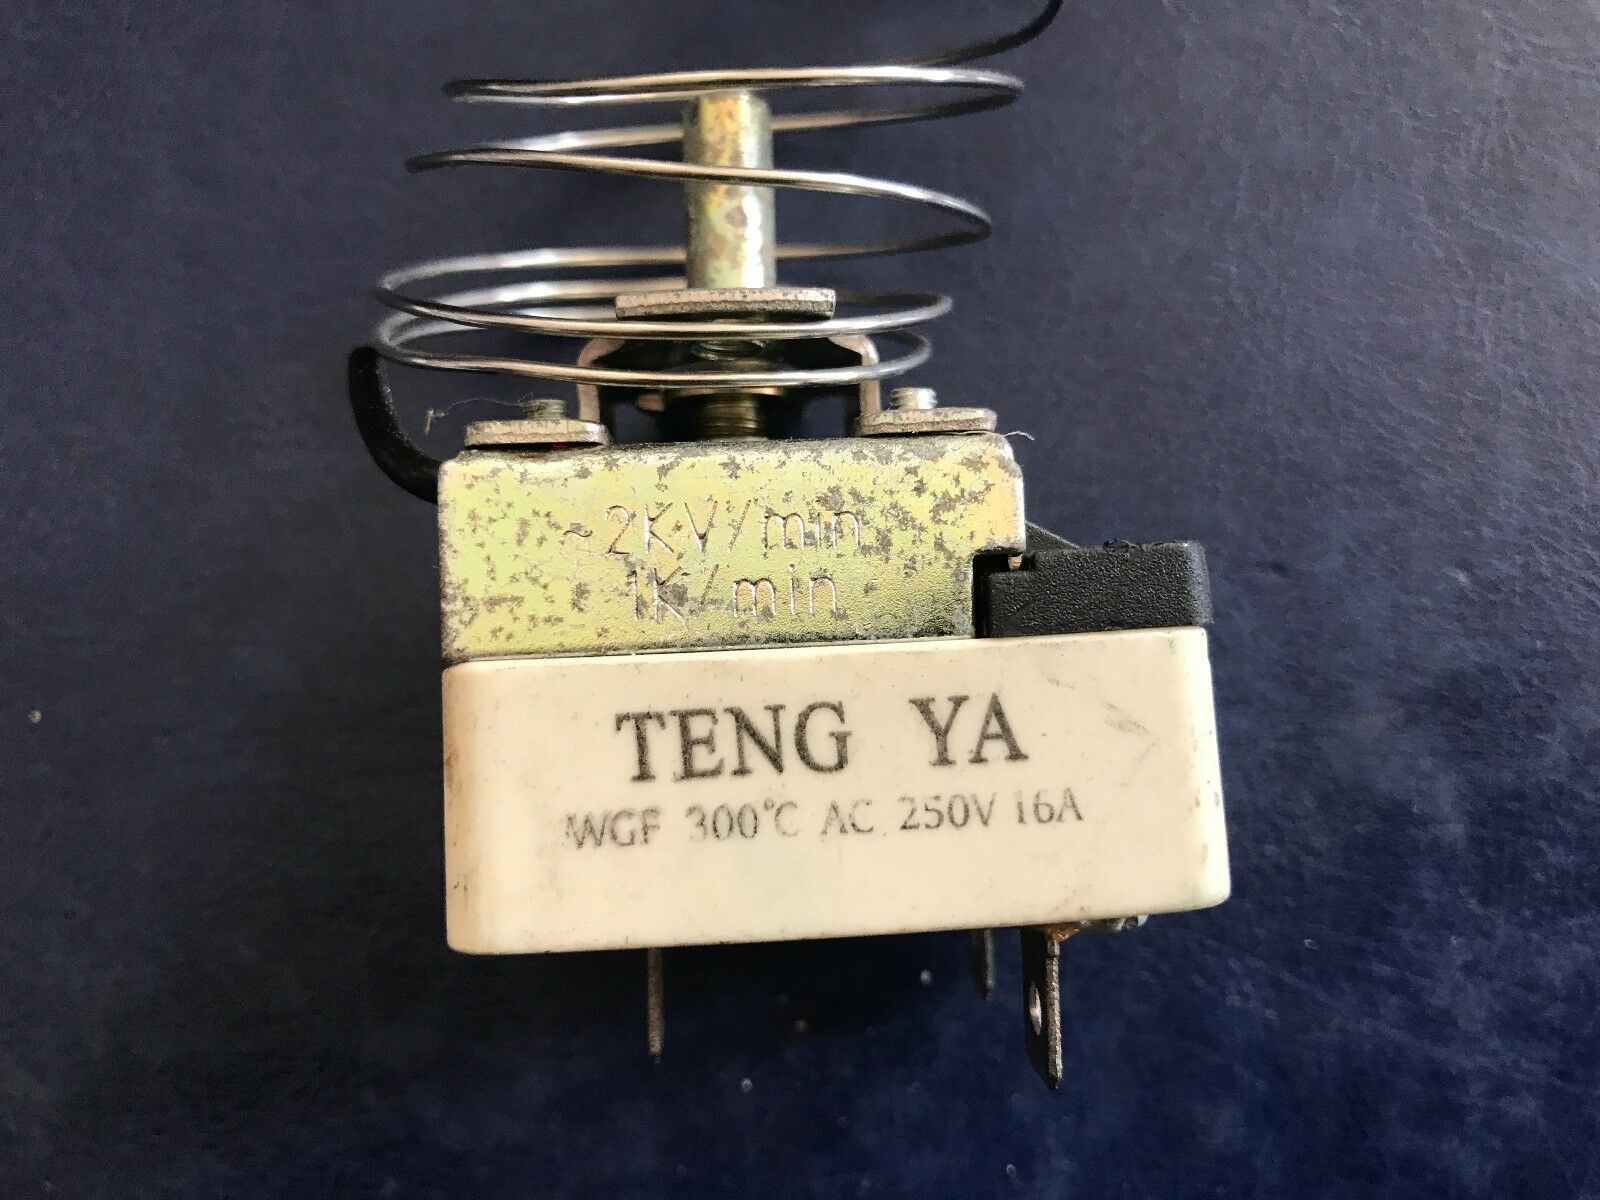 ~2KV/min
1K/min
TENG YA
WGF 300°C AC 250V 16A